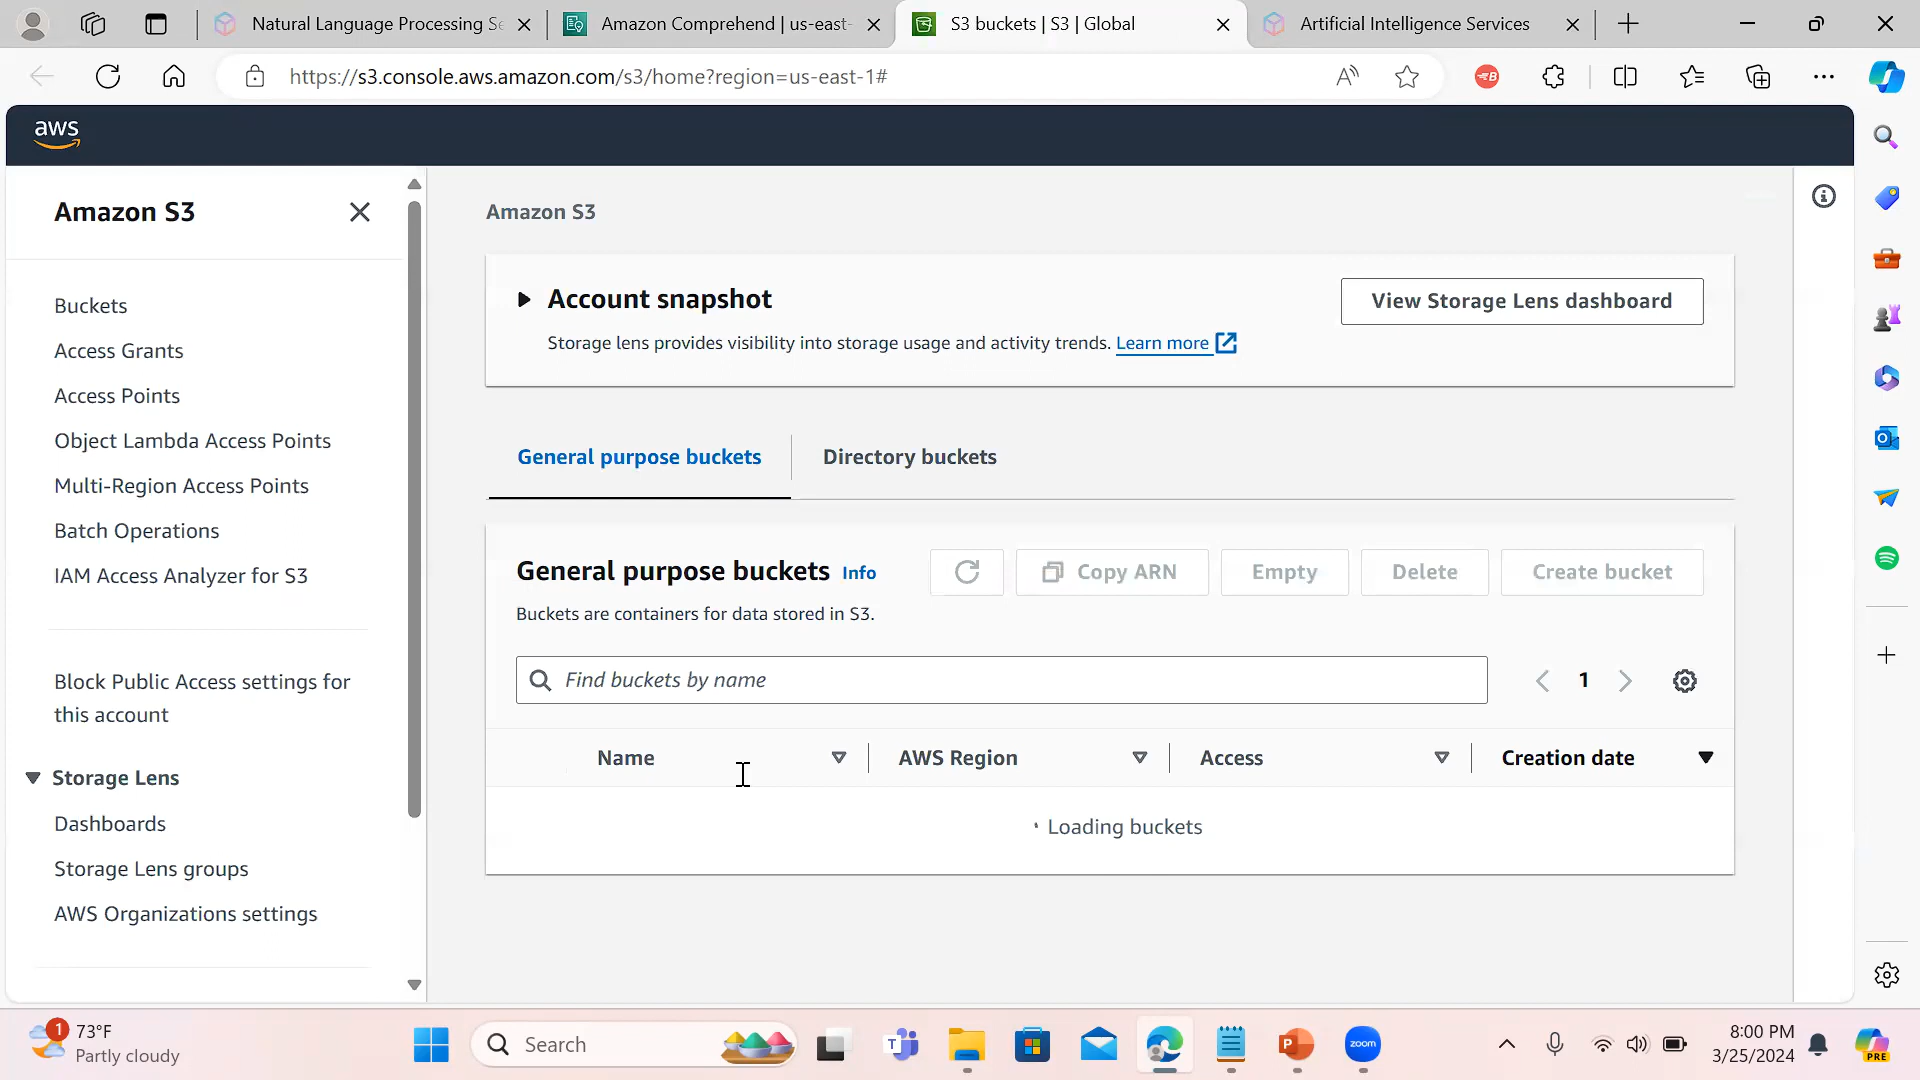 Natural Language Processing Se
Amazon Comprehend | us-east-
S3 buckets | S3 | Global
Artificial Intelligence Services
https://s3.console.aws.amazon.com/s3/home?region=us-east-1#
aws
Amazon S3
Buckets
Access Grants
Access Points
Object Lambda Access Points
Multi-Region Access Points
Batch Operations
IAM Access Analyzer for S3
Block Public Access settings for
this account
Storage Lens
Dashboards
Storage Lens groups
AWS Organizations settings
Amazon S3
Account snapshot
View Storage Lens dashboard
Storage lens provides visibility into storage usage and activity trends. Learn more
General purpose buckets
Directory buckets
General purpose buckets Info
Copy ARN
Empty
Delete
Create bucket
Buckets are containers for data stored in S3.
Find buckets by name
1
Name
AWS Region
Access
Creation date
Loading buckets
1
73°F
Partly cloudy
Search
zoom
8:00 PM
3/25/2024
PRE